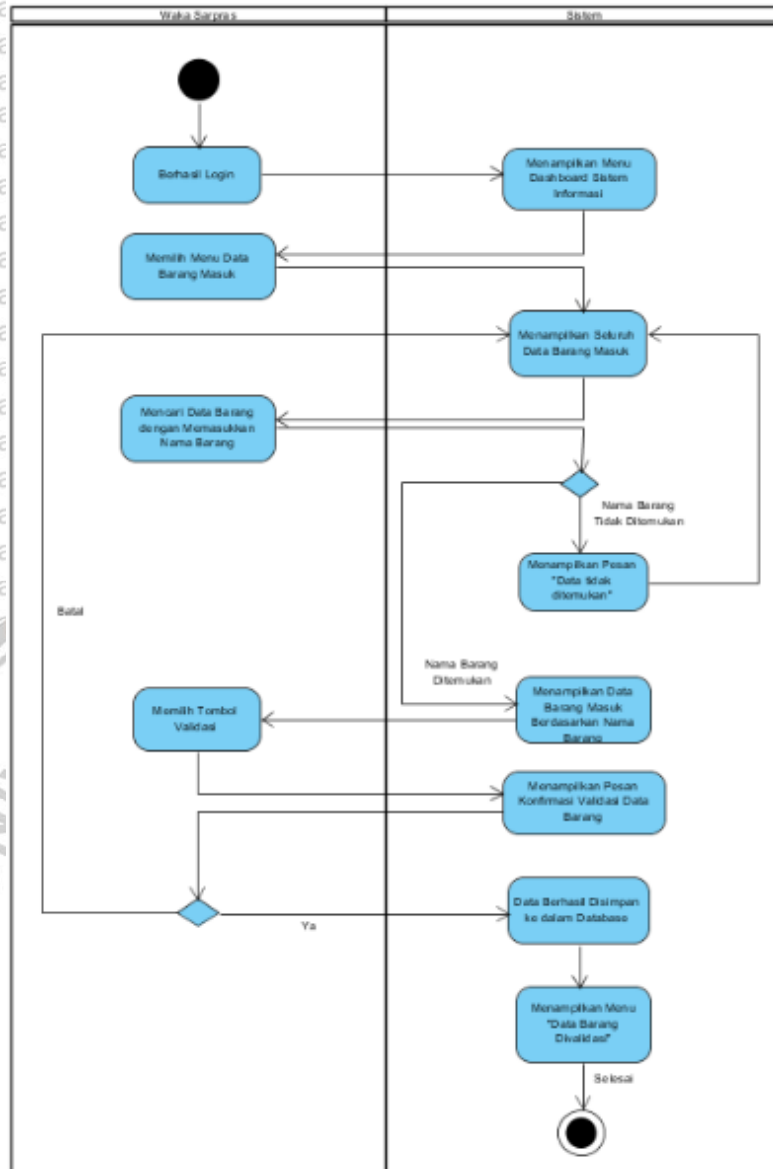 Waka Sarpras
Sistem
Berhasil Login
Menampilkan Menu
Dashboard Sistem
Informasi
Memilih Menu Data
Barang Masuk
Menampilkan Seluruh
Data Barang Masuk
Mencari Data Barang
dengan Memasukkan
Nama Barang
Nama Barang
Tidak Ditemukan
Menampilkan Pesan
"Data tidak
ditemukan"
Batal
Nama Barang
Ditemukan
Menampilkan Data
Barang Masuk
Berdasarkan Nama
Barang
Memilih Tombol
Validasi
Menampilkan Pesan
Konfirmasi Validasi Data
Barang
Ya
Data Berhasil Disimpan
ke dalam Database
Menampilkan Menu
"Data Barang
Divalidasi"
Selesai